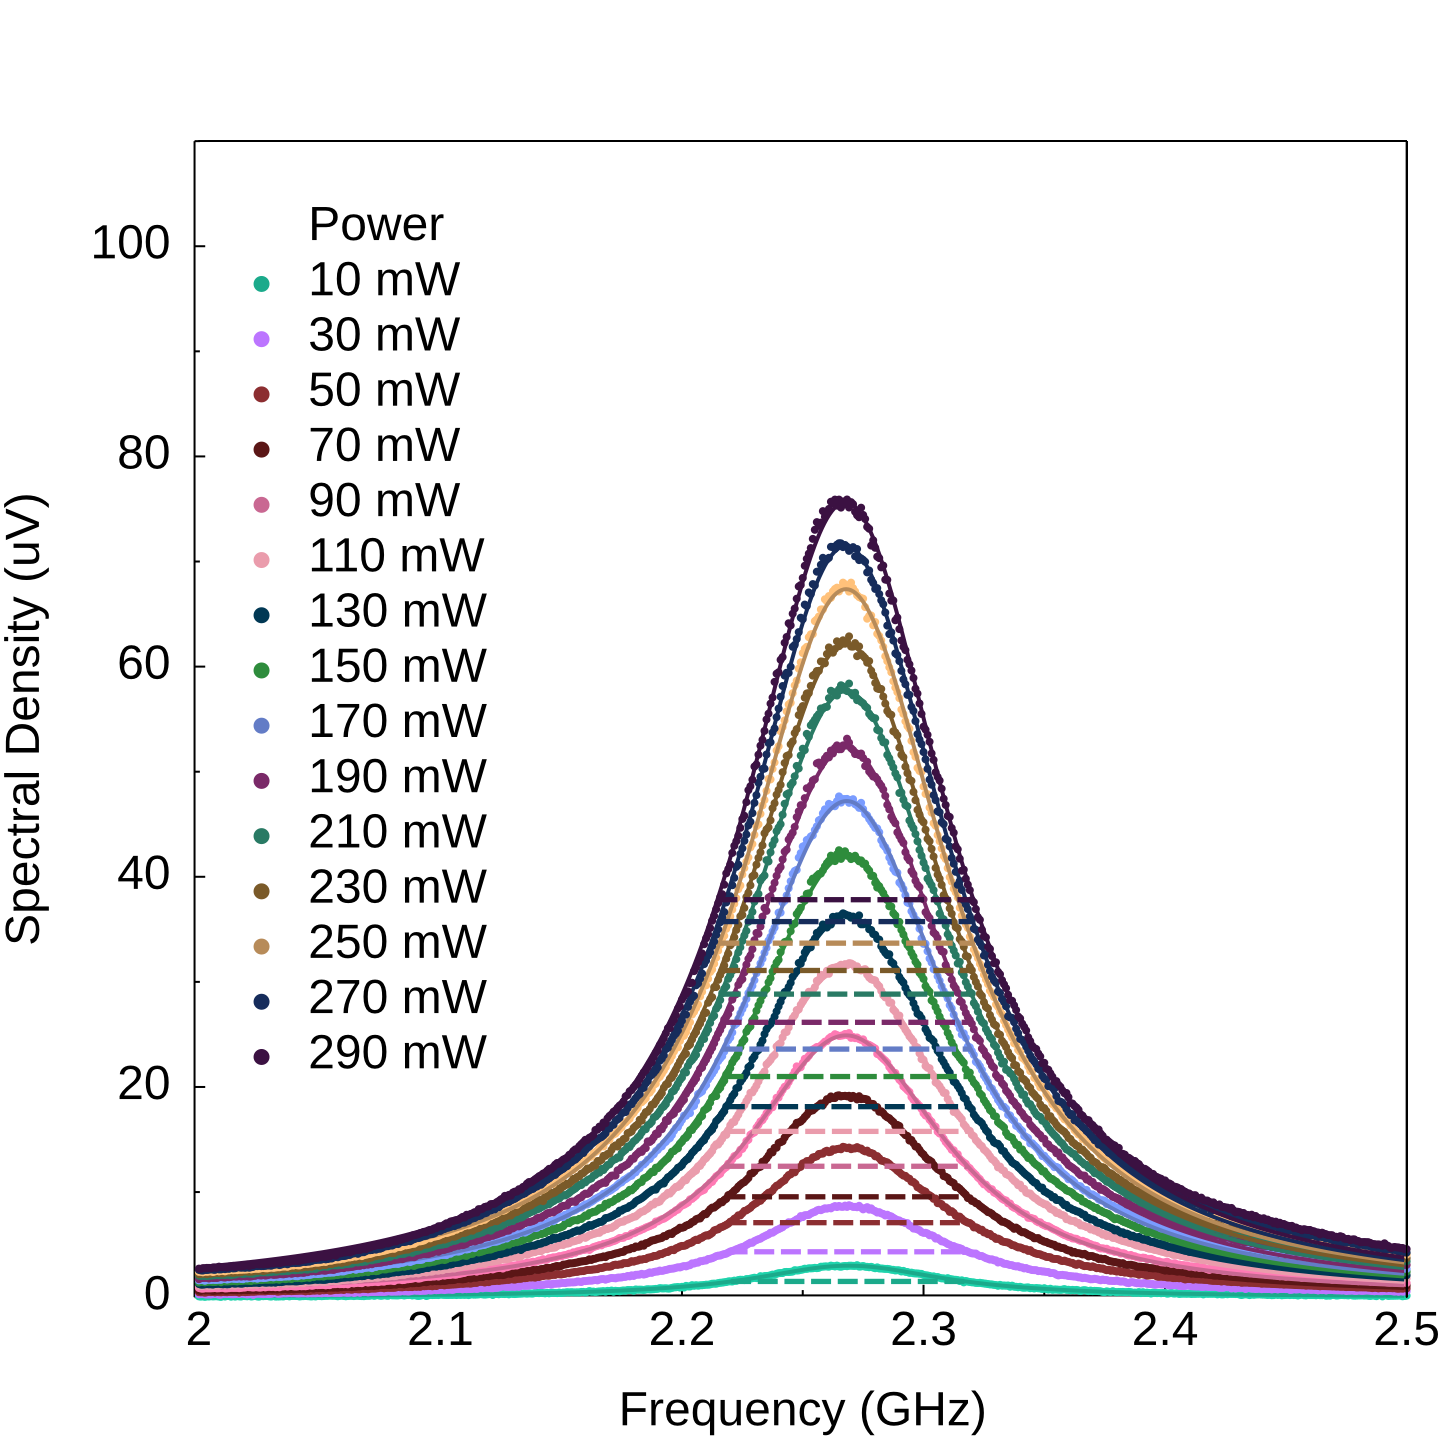 Power
10 mW
30 mW
50 mW
70 mW
90 mW
110 mW
130 mW
150 mW
170 mW
190 mW
210 mW
230 mW
250 mW
270 mW
290 mW
100
80
60
40
20
0
Spectral Density (uV)
2 2.1 2.2 2.3 2.4 2.5
Frequency (GHz)